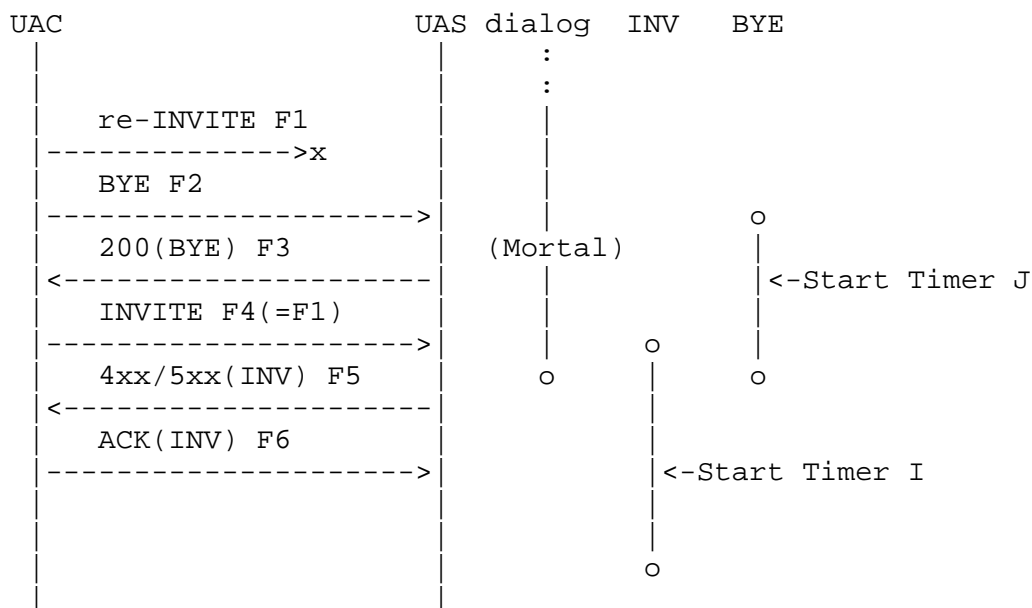 UAC UAS dialog INV BYE
re-INVITE F1
x
BYE F2
200(BYE) F3 (Mortal)
<-Start Timer J
INVITE F4(=F1)
4xx/5xx(INV) F5
ACK(INV) F6
<-Start Timer I